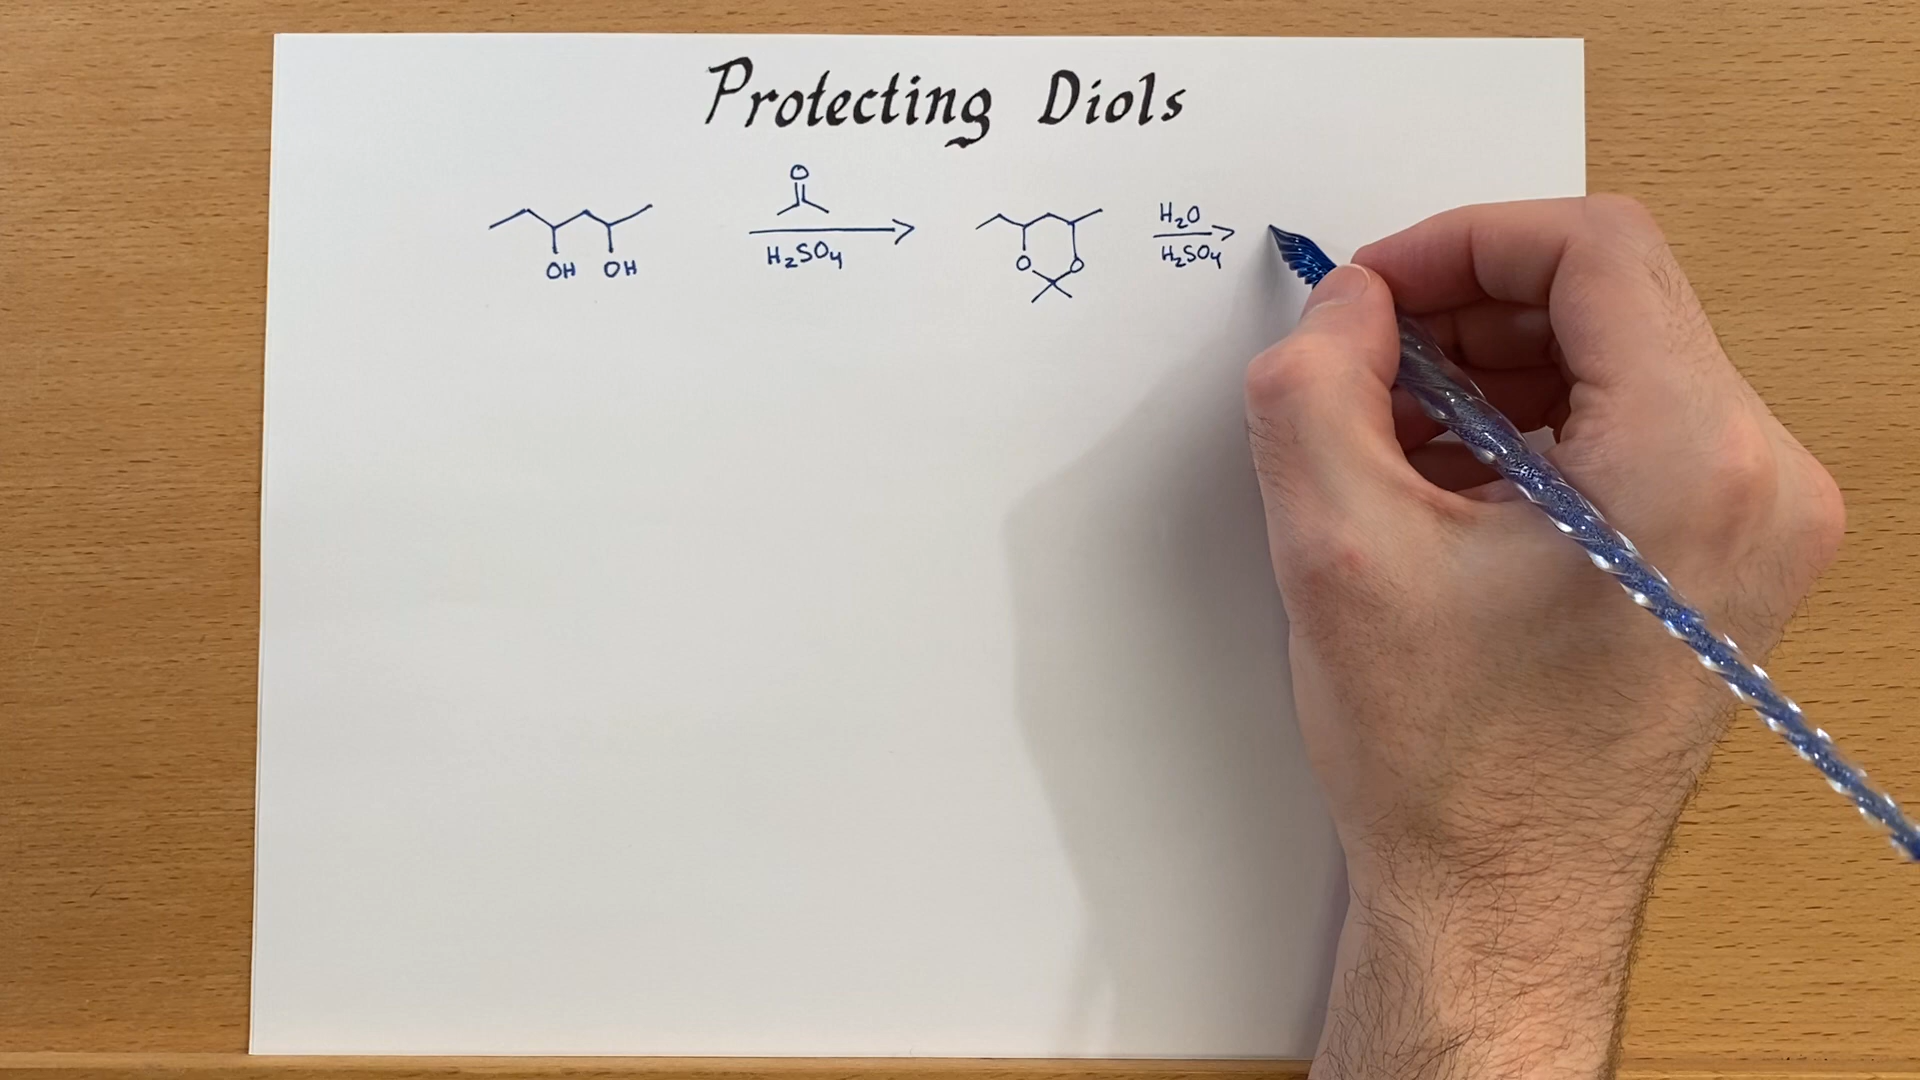 Protecting Diols
O
OH OH
H₂SO₄
O O
H₂O
H₂SO₄